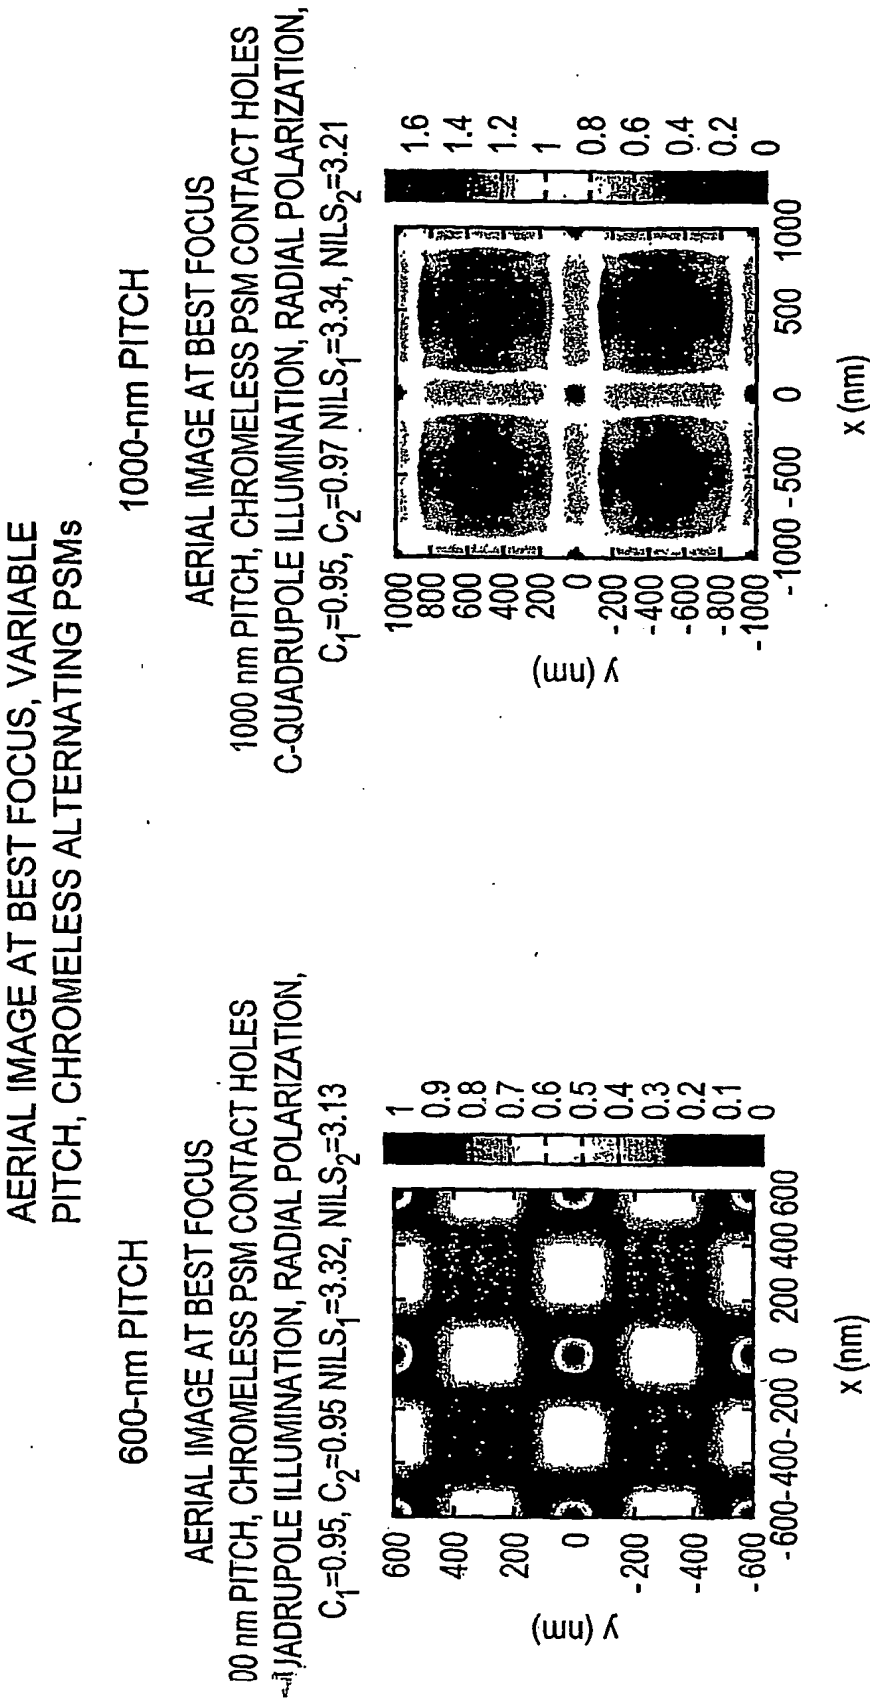 AERIAL IMAGE AT BEST FOCUS, VARIABLE
PITCH, CHROMELESS ALTERNATING PSMs
600-nm PITCH
AERIAL IMAGE AT BEST FOCUS
00 nm PITCH, CHROMELESS PSM CONTACT HOLES
JADRUPOLE ILLUMINATION, RADIAL POLARIZATION,
C1=0.95, C2=0.95 NILS1=3.32, NILS2=3.13
600
400
200
0
-200
-400
-600
y (nm)
-600-400-200 0 200 400 600
x (nm)
1
0.9
0.8
0.7
0.6
0.5
0.4
0.3
0.2
0.1
0
1000-nm PITCH
AERIAL IMAGE AT BEST FOCUS
1000 nm PITCH, CHROMELESS PSM CONTACT HOLES
C-QUADRUPOLE ILLUMINATION, RADIAL POLARIZATION,
C1=0.95, C2=0.97 NILS1=3.34, NILS2=3.21
1000
800
600
400
200
0
-200
-400
-600
-800
-1000
y (nm)
-1000 -500 0 500 1000
x (nm)
1.6
1.4
1.2
1
0.8
0.6
0.4
0.2
0